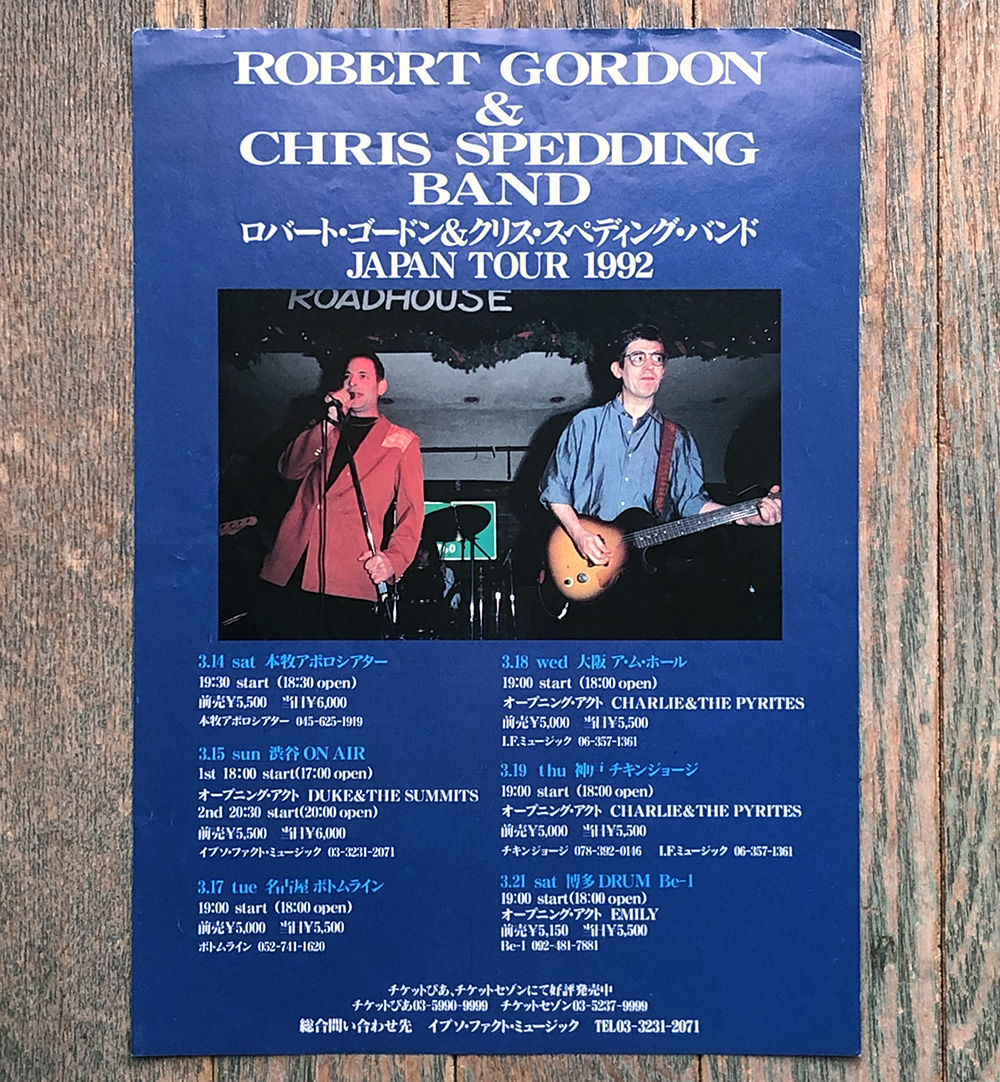 ROBERT GORDON
&
CHRIS SPEDDING
BAND
ロバート・ゴードン&クリス・スペディング・バンド
JAPAN TOUR 1992
ROADHOUSE
3.14 sat 本牧アポロシアター
19:30 start (18:30 open)
前売¥5,500 当日¥6,000
本牧アポロシアター 045-625-1919
3.15 sun 渋谷 ON AIR
1st 18:00 start(17:00 open)
オープニング・アクト DUKE&THE SUMMITS
2nd 20:30 start(20:00 open)
前売¥5,500 当日¥6,000
イプソ・ファクト・ミュージック 03-3231-2071
3.17 tue 名古屋 ボトムライン
19:00 start (18:00 open)
前売¥5,000 当日¥5,500
ボトムライン 052-741-1620
3.18 wed 大阪 ア・ム・ホール
19:00 start (18:00 open)
オープニング・アクト CHARLIE&THE PYRITES
前売¥5,000 当日¥5,500
I.F.ミュージック 06-357-1361
3.19 thu 神戸 チキンジョージ
19:00 start (18:00 open)
オープニング・アクト CHARLIE&THE PYRITES
前売¥5,000 当日¥5,500
チキンジョージ 078-392-0146 I.F.ミュージック 06-357-1361
3.21 sat 博多 DRUM Be-1
19:00 start(18:00 open)
オープニング・アクト EMILY
前売¥5,150 当日¥5,500
Be-1 092-481-7881
チケットぴあ、チケットセゾンにて好評発売中
チケットぴあ03-5990-9999 チケットセゾン03-5237-9999
総合問い合わせ先 イプソ・ファクト・ミュージック TEL03-3231-2071